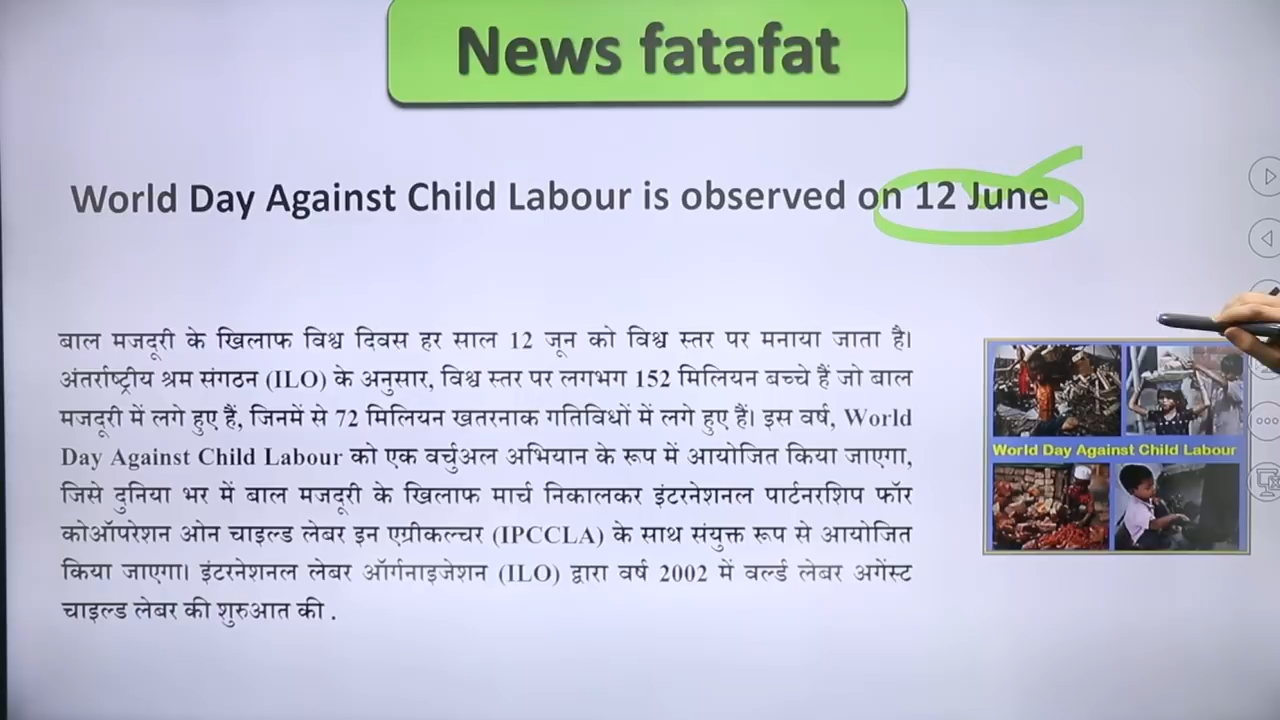 News fatafat
World Day Against Child Labour is observed on 12 June
बाल मजदूरी के खिलाफ विश्व दिवस हर साल 12 जून को विश्व स्तर पर मनाया जाता है।
अंतर्राष्ट्रीय श्रम संगठन (ILO) के अनुसार, विश्व स्तर पर लगभग 152 मिलियन बच्चे हैं जो बाल
मजदूरी में लगे हुए हैं, जिनमें से 72 मिलियन खतरनाक गतिविधों में लगे हुए हैं। इस वर्ष, World
Day Against Child Labour को एक वर्चुअल अभियान के रूप में आयोजित किया जाएगा,
जिसे दुनिया भर में बाल मजदूरी के खिलाफ मार्च निकालकर इंटरनेशनल पार्टनरशिप फॉर
कोऑपरेशन ओन चाइल्ड लेबर इन एग्रीकल्चर (IPCCLA) के साथ संयुक्त रूप से आयोजित
किया जाएगा। इंटरनेशनल लेबर ऑर्गनाइजेशन (ILO) द्वारा वर्ष 2002 में वर्ल्ड लेबर अगेंस्ट
चाइल्ड लेबर की शुरुआत की .
World Day Against Child Labour